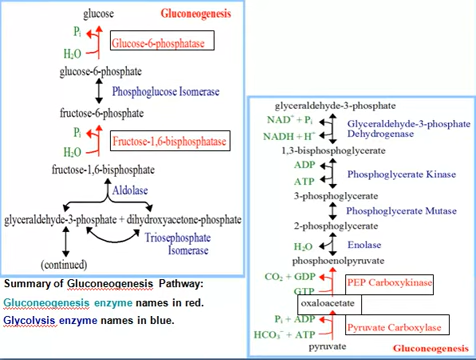 glucose Gluconeogenesis
Pi
Glucose-6-phosphatase
H2O
glucose-6-phosphate
Phosphoglucose Isomerase
fructose-6-phosphate
Pi
Fructose-1,6-bisphosphatase
H2O
fructose-1,6-bisphosphate
Aldolase
glyceraldehyde-3-phosphate + dihydroxyacetone-phosphate
Triosephosphate
Isomerase
(continued)
Summary of Gluconeogenesis Pathway:
Gluconeogenesis enzyme names in red.
Glycolysis enzyme names in blue.
glyceraldehyde-3-phosphate
NAD+ + Pi
Glyceraldehyde-3-phosphate
NADH + H+
Dehydrogenase
1,3-bisphosphoglycerate
ADP
Phosphoglycerate Kinase
ATP
3-phosphoglycerate
Phosphoglycerate Mutase
2-phosphoglycerate
H2O
Enolase
phosphoenolpyruvate
CO2 + GDP
PEP Carboxykinase
GTP
oxaloacetate
Pi + ADP
Pyruvate Carboxylase
HCO3− + ATP
pyruvate Gluconeogenesis